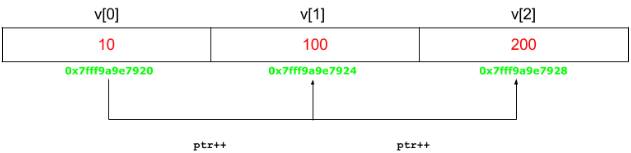 v[0] v[1] v[2]
10 100 200
0x7fff9a9e7920 0x7fff9a9e7924 0x7fff9a9e7928
ptr++ ptr++